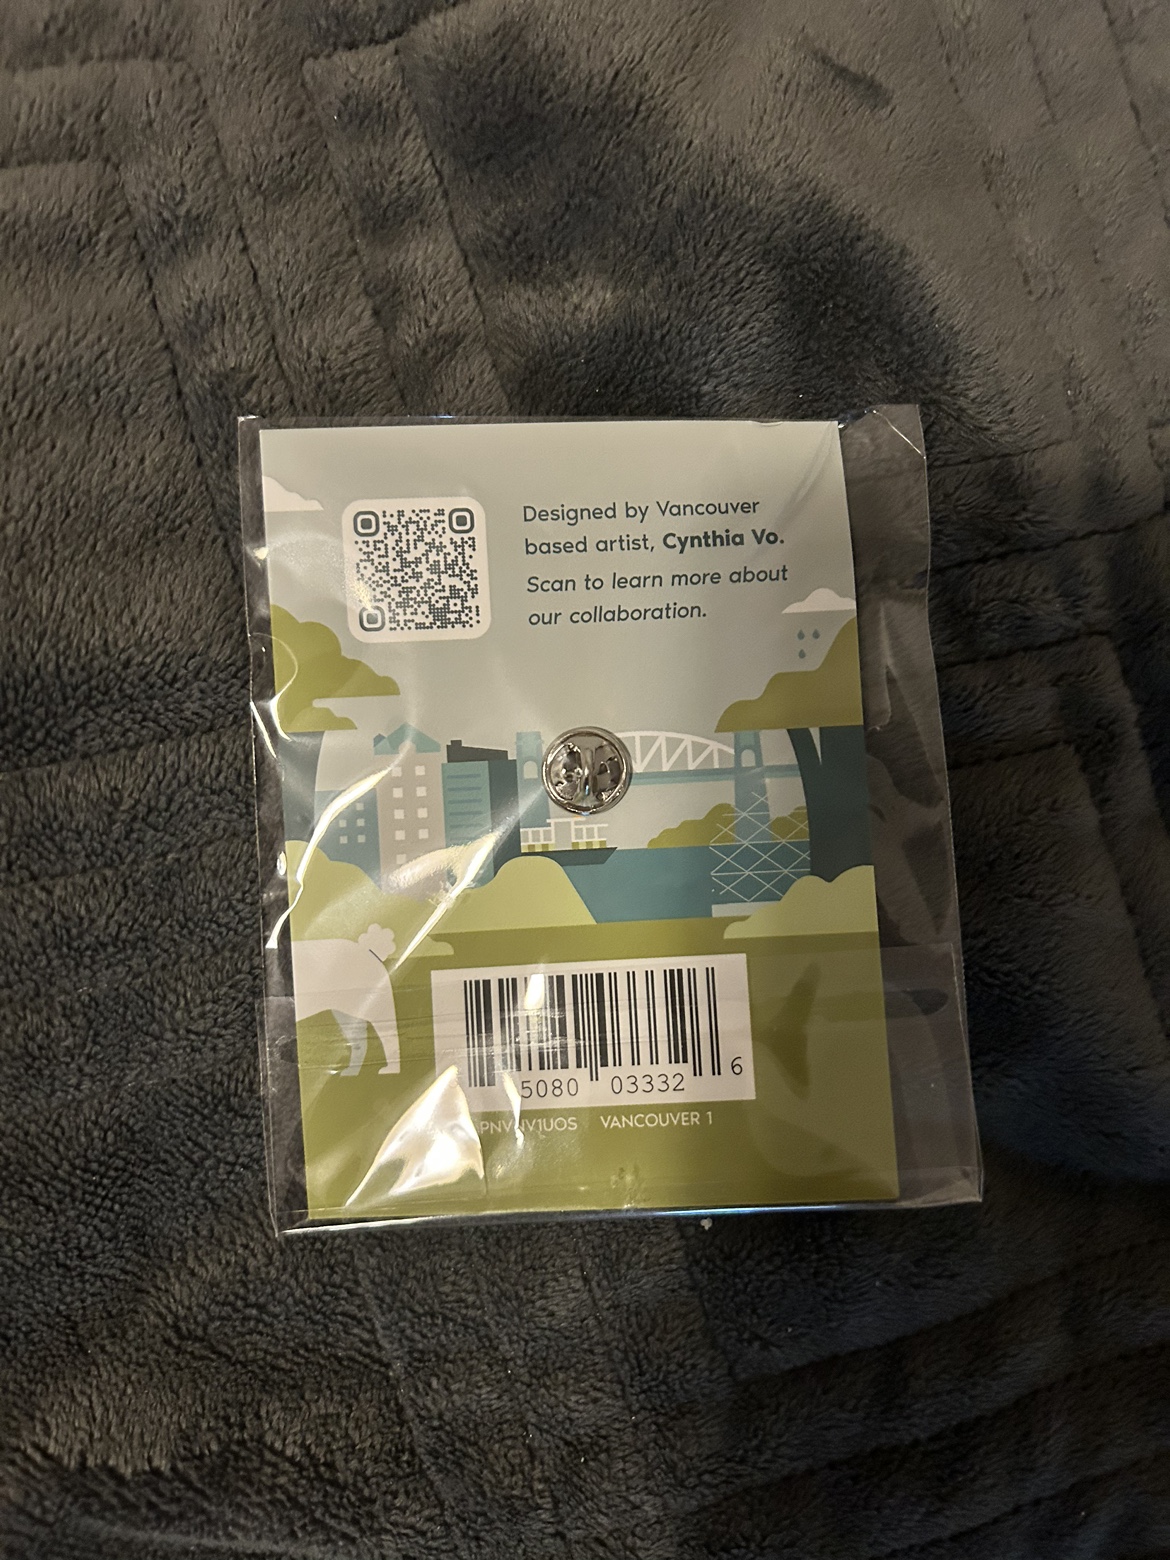 Designed by Vancouver
based artist, Cynthia Vo.
Scan to learn more about
our collaboration.
5080 03332 6
VANCOUVER 1